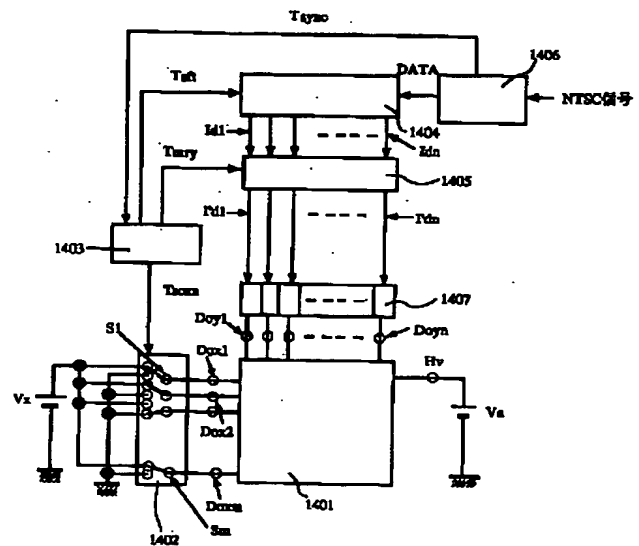 Tsync
1406
DATA
Tsft
NTSC信号
1404
Id1
Idn
Tmry
1405
I'd1
I'dn
1403
Tscan
1407
Doy1
Doyn
S1
Dox1
Hv
Vx
Dox2
Va
Doxm
1401
Sm
1402